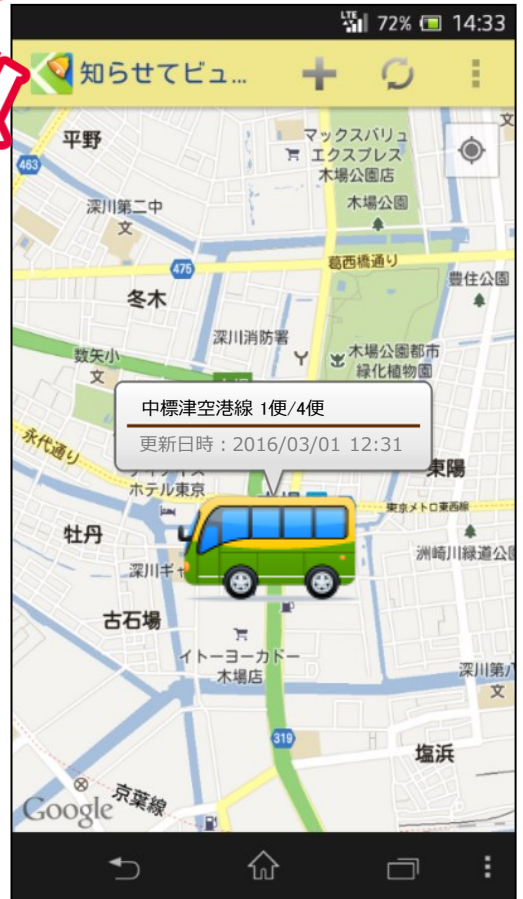 LTE 72% 14:33
知らせてビュ...
平野
マックスバリュ
エクスプレス
木場公園店
文
463
深川第二中
文
木場公園
475
葛西橋通り
豊住公園
冬木
深川消防署
数矢小
文
木場公園都市
緑化植物園
中標津空港線 1便/4便
更新日時：2016/03/01 12:31
永代通り
東陽
ホテル東京
東京メトロ東西線
牡丹
洲崎川緑道公
深川ギャ
古石場
イトーヨーカドー
木場店
深川第八
文
319
塩浜
京葉線
Google